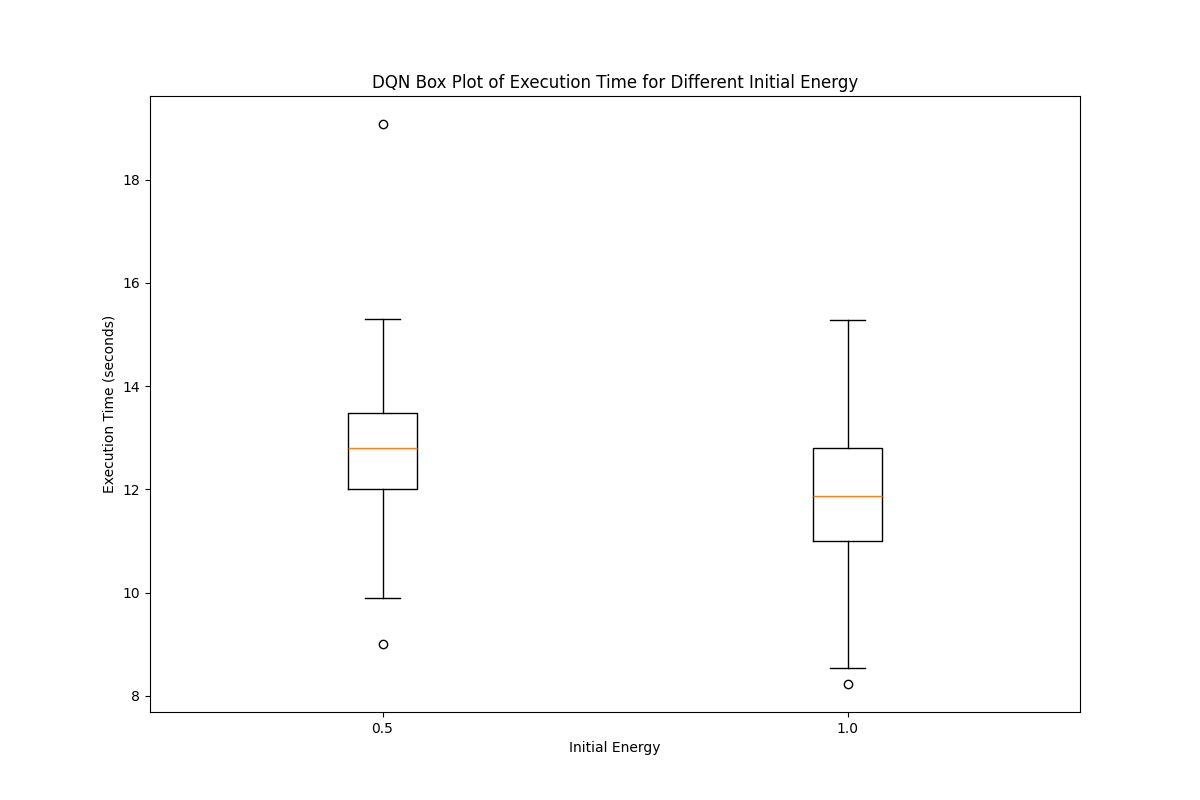 DQN Box Plot of Execution Time for Different Initial Energy
Execution Time (seconds)
18
16
14
12
10
8
0.5
1.0
Initial Energy